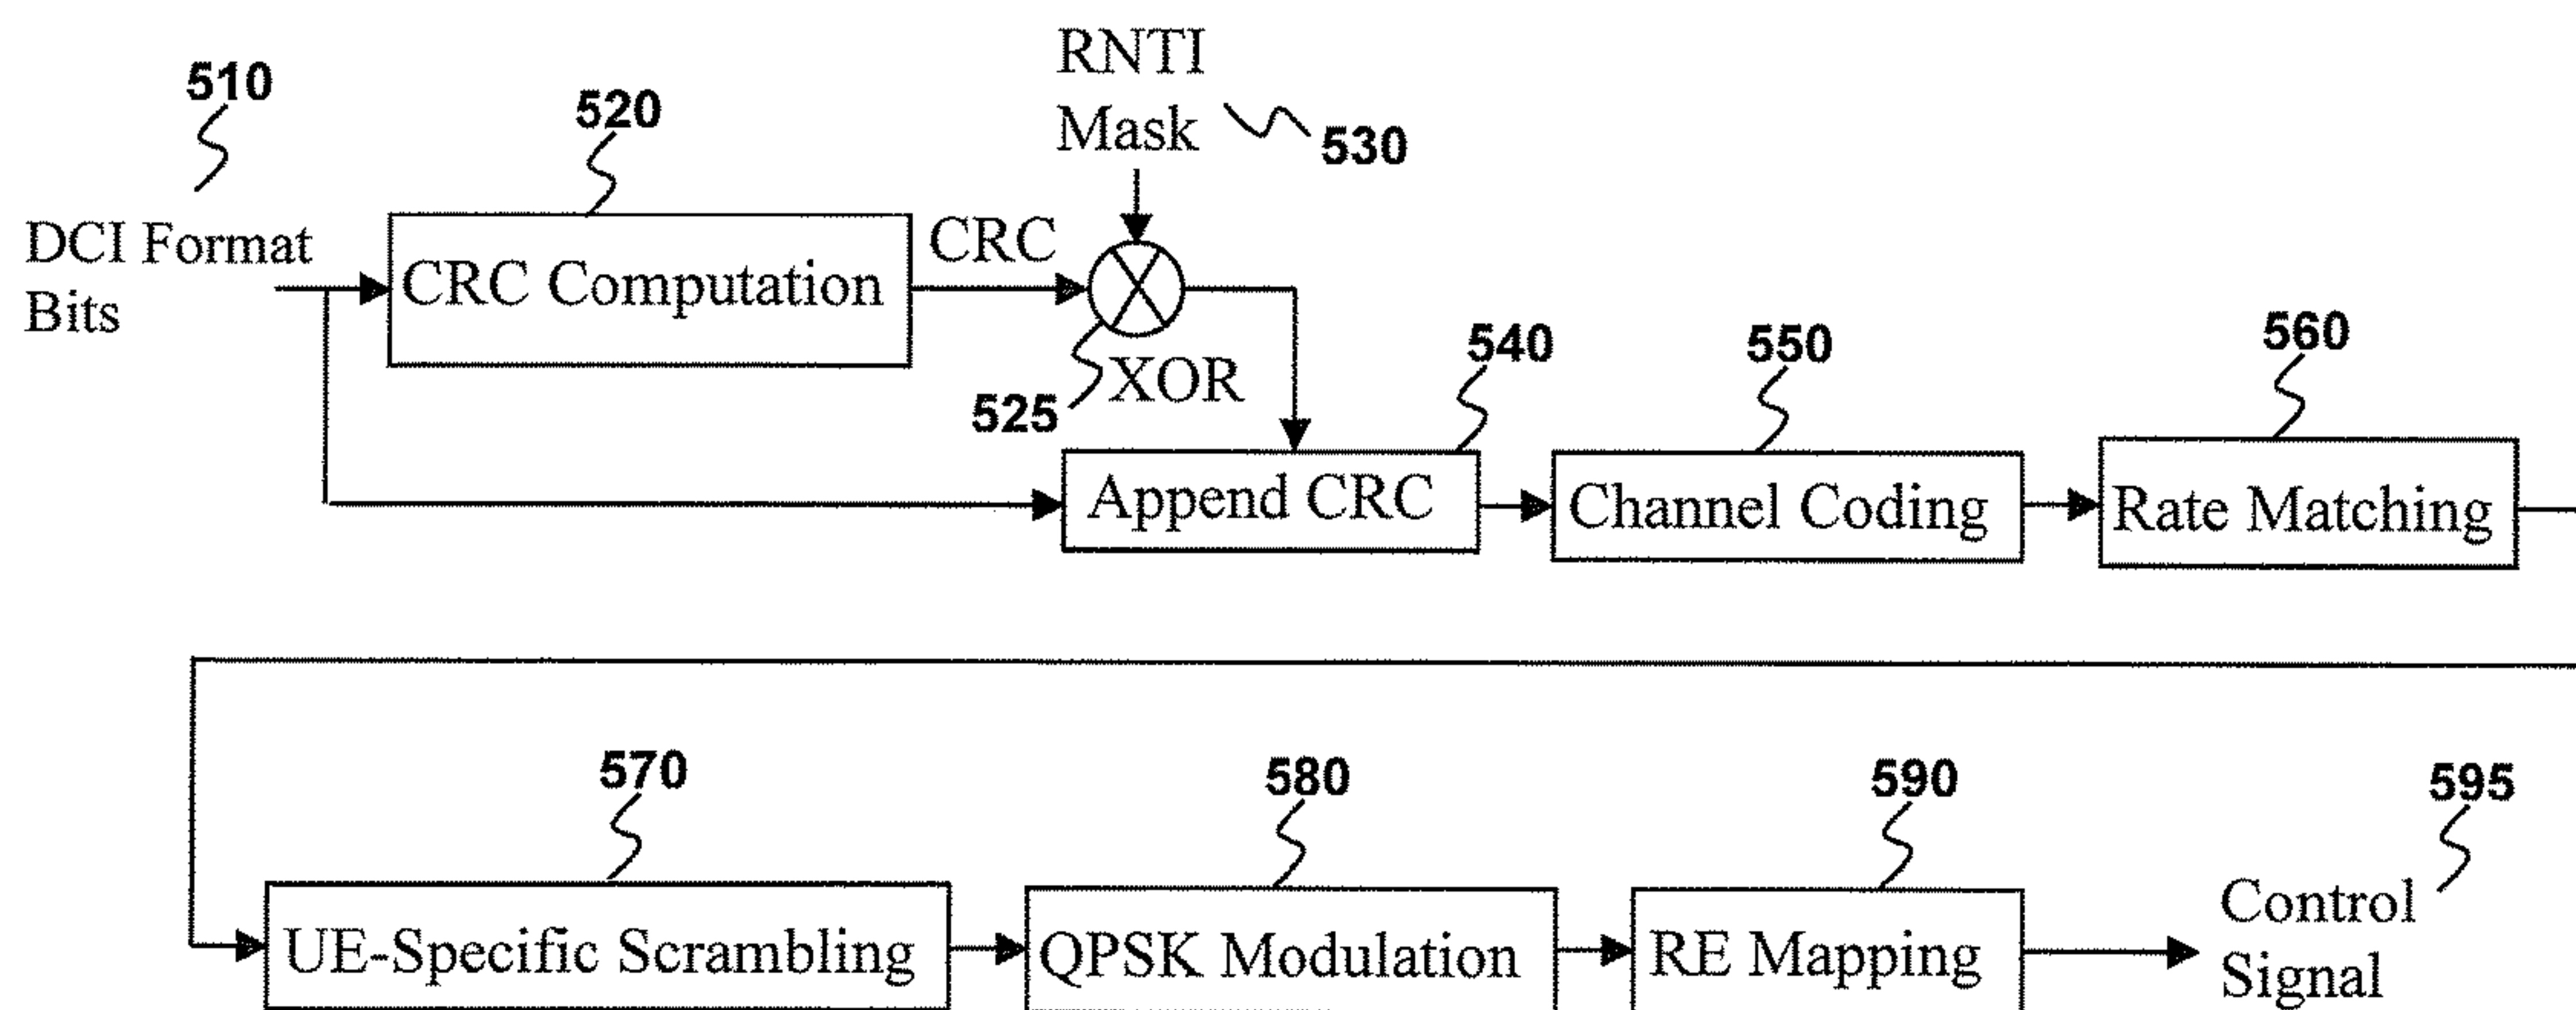 510
520
RNTI
Mask
530
DCI Format
Bits
CRC Computation
CRC
525
XOR
540
550
560
Append CRC
Channel Coding
Rate Matching
570
580
590
595
UE-Specific Scrambling
QPSK Modulation
RE Mapping
Control
Signal